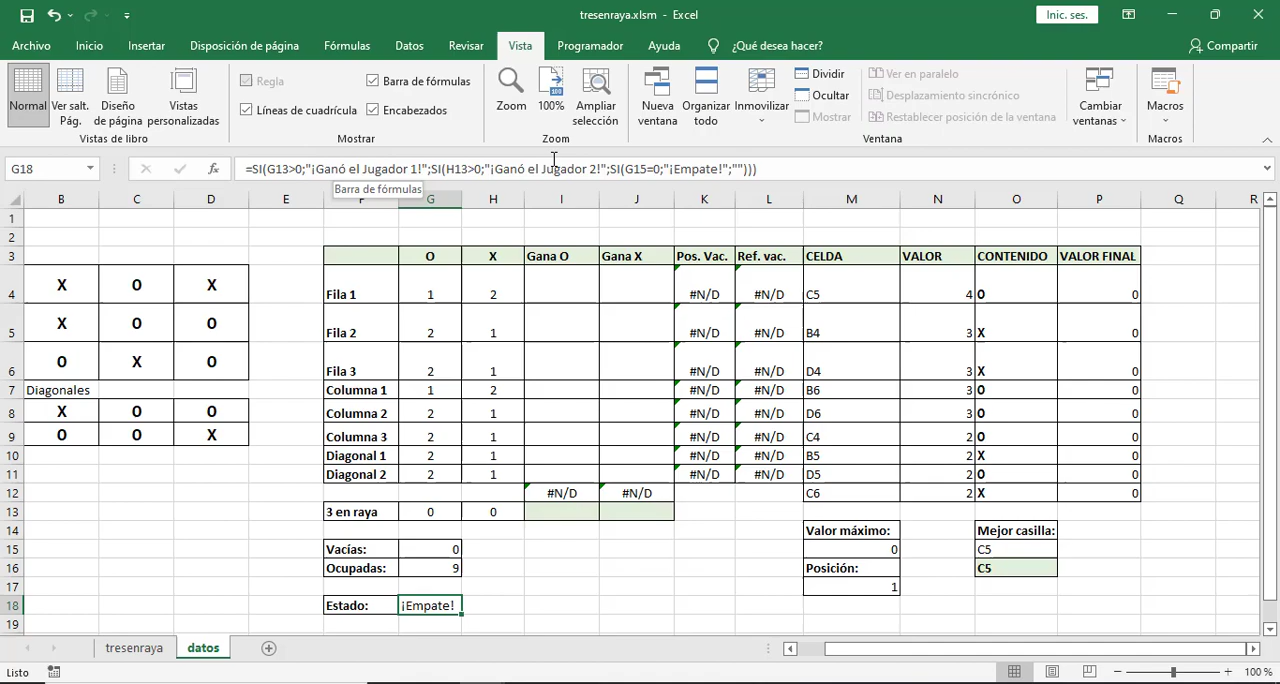 tresenraya.xlsm - Excel
Inic. ses.
Archivo Inicio Insertar Disposición de página Fórmulas Datos Revisar Vista Programador Ayuda ¿Qué desea hacer? Compartir
Normal Ver salt. Pág. Diseño de página Vistas personalizadas
Vistas de libro
Regla Barra de fórmulas
Líneas de cuadrícula Encabezados
Mostrar
Zoom 100% Ampliar selección
Zoom
Nueva ventana Organizar todo Inmovilizar
Dividir Ver en paralelo
Ocultar Desplazamiento sincrónico
Mostrar Restablecer posición de la ventana
Cambiar ventanas
Ventana
Macros
Macros
G18 fx =SI(G13>0;"¡Ganó el Jugador 1!";SI(H13>0;"¡Ganó el Jugador 2!";SI(G15=0;"¡Empate!";"")))
Barra de fórmulas
B C D E F G H I J K L M N O P Q R
1
2
3 O X Gana O Gana X Pos. Vac. Ref. vac. CELDA VALOR CONTENIDO VALOR FINAL
4 X O X Fila 1 1 2 #N/D #N/D C5 4 O 0
5 X O O Fila 2 2 1 #N/D #N/D B4 3 X 0
6 O X O Fila 3 2 1 #N/D #N/D D4 3 X 0
7 Diagonales Columna 1 1 2 #N/D #N/D B6 3 O 0
8 X O O Columna 2 2 1 #N/D #N/D D6 3 O 0
9 O O X Columna 3 2 1 #N/D #N/D C4 2 O 0
10 Diagonal 1 2 1 #N/D #N/D B5 2 X 0
11 Diagonal 2 2 1 #N/D #N/D D5 2 O 0
12 #N/D #N/D C6 2 X 0
13 3 en raya 0 0
14 Valor máximo: Mejor casilla:
15 Vacías: 0 0 C5
16 Ocupadas: 9 Posición: C5
17 1
18 Estado: ¡Empate!
19
tresenraya datos
Listo 100 %